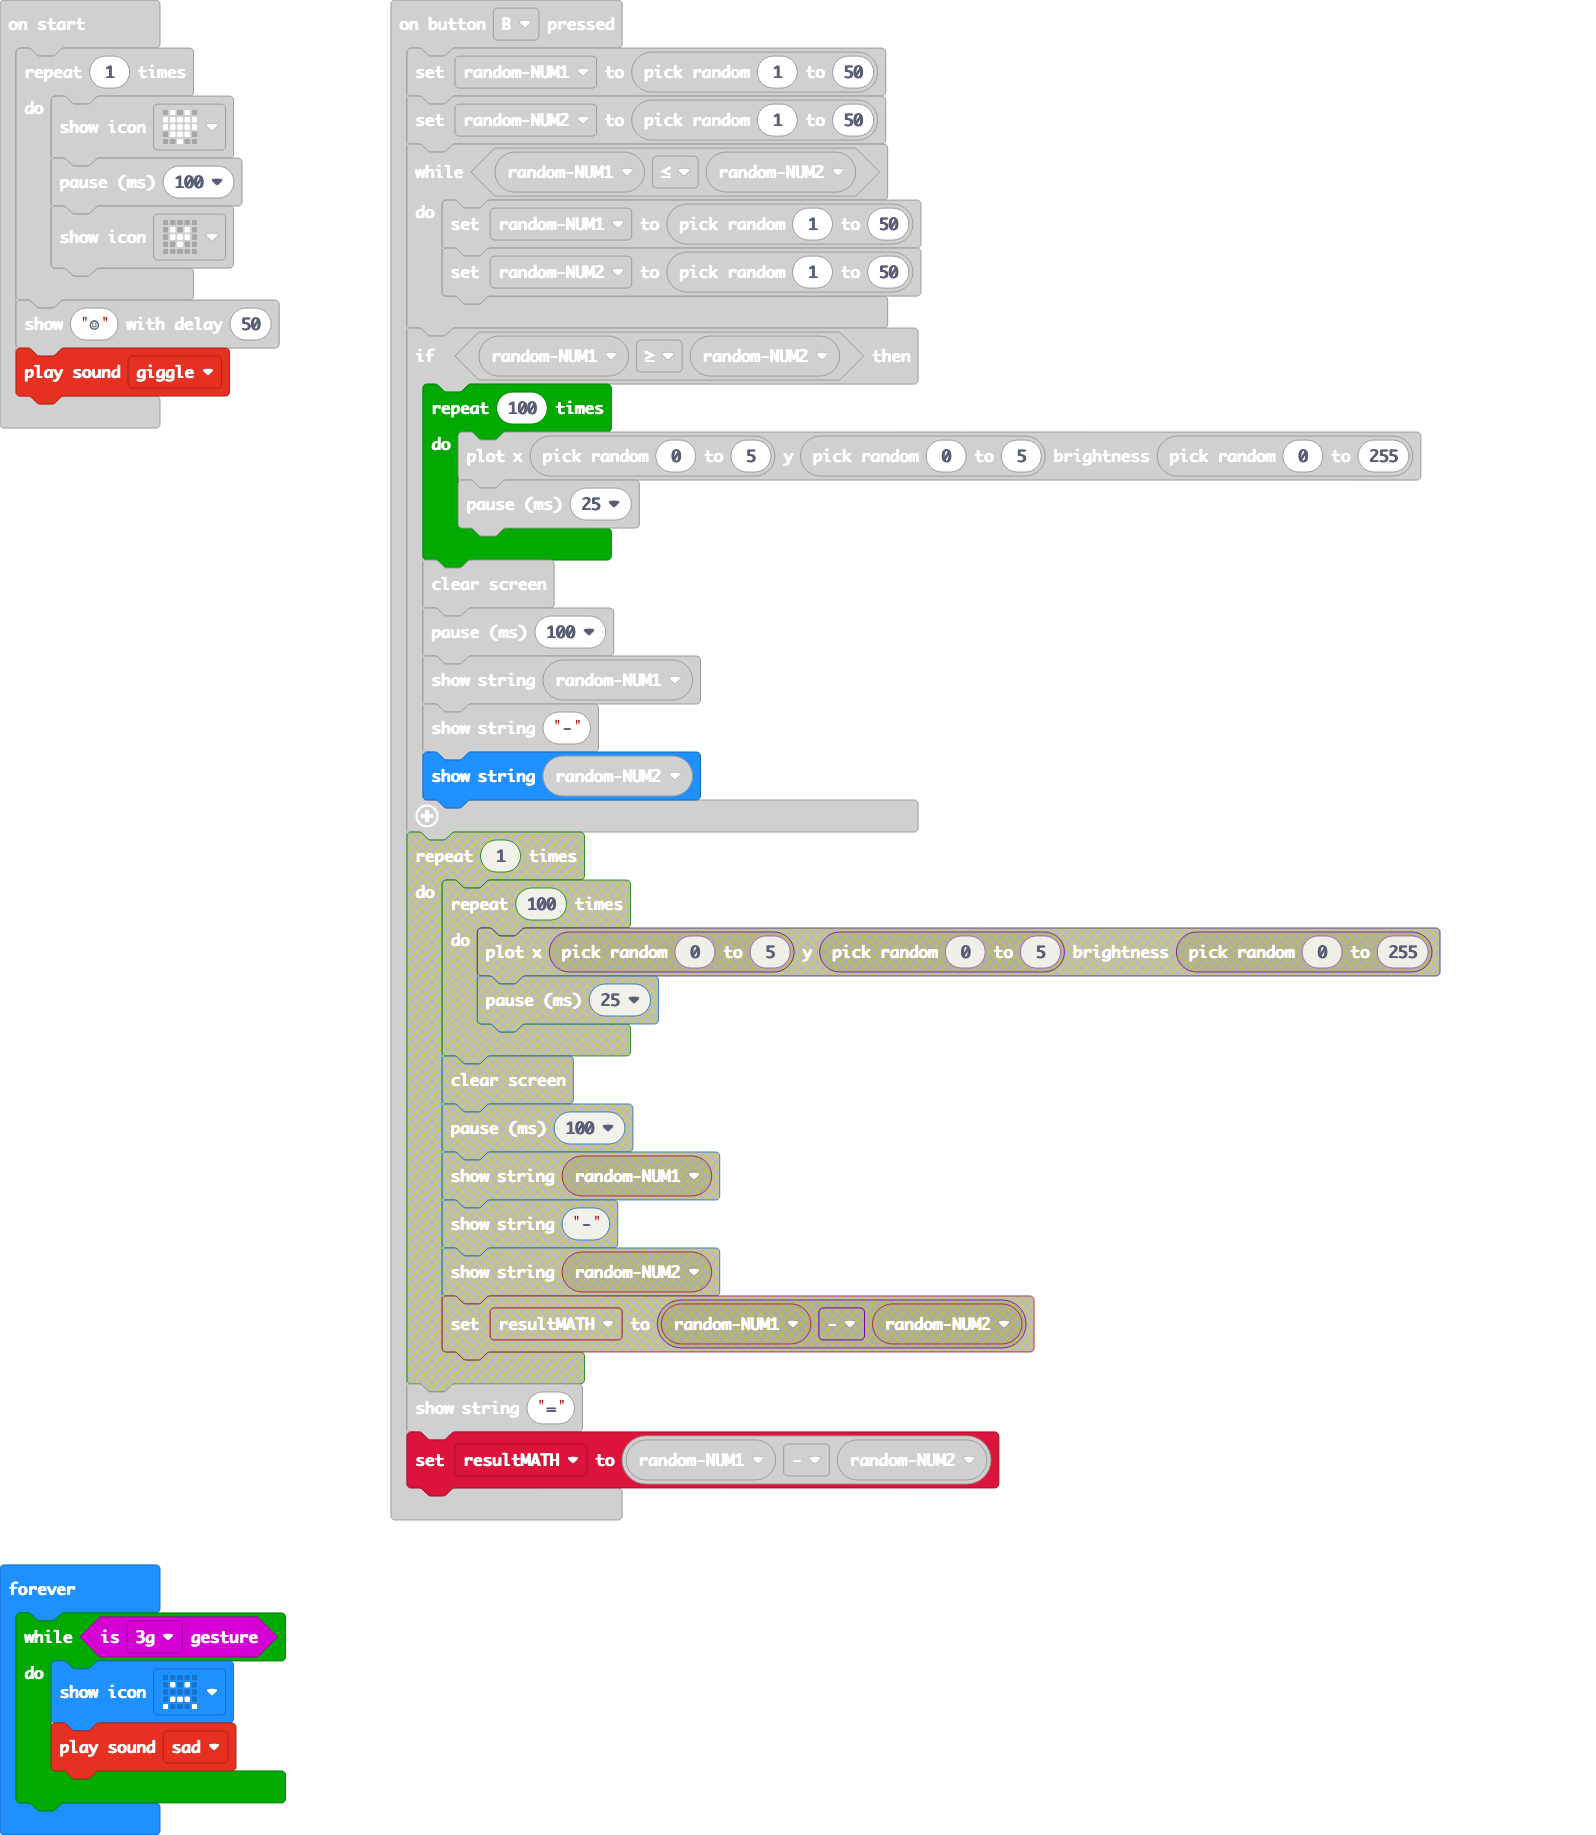 on start
repeat 1 times
do
show icon
pause (ms) 100
show icon
show "☺" with delay 50
play sound giggle
on button B pressed
set random-NUM1 to pick random 1 to 50
set random-NUM2 to pick random 1 to 50
while random-NUM1 ≤ random-NUM2
do
set random-NUM1 to pick random 1 to 50
set random-NUM2 to pick random 1 to 50
if random-NUM1 ≥ random-NUM2 then
repeat 100 times
do
plot x pick random 0 to 5 y pick random 0 to 5 brightness pick random 0 to 255
pause (ms) 25
clear screen
pause (ms) 100
show string random-NUM1
show string "-"
show string random-NUM2
repeat 1 times
do
repeat 100 times
do
plot x pick random 0 to 5 y pick random 0 to 5 brightness pick random 0 to 255
pause (ms) 25
clear screen
pause (ms) 100
show string random-NUM1
show string "-"
show string random-NUM2
set resultMATH to random-NUM1 - random-NUM2
show string "="
set resultMATH to random-NUM1 - random-NUM2
forever
while is 3g gesture
do
show icon
play sound sad